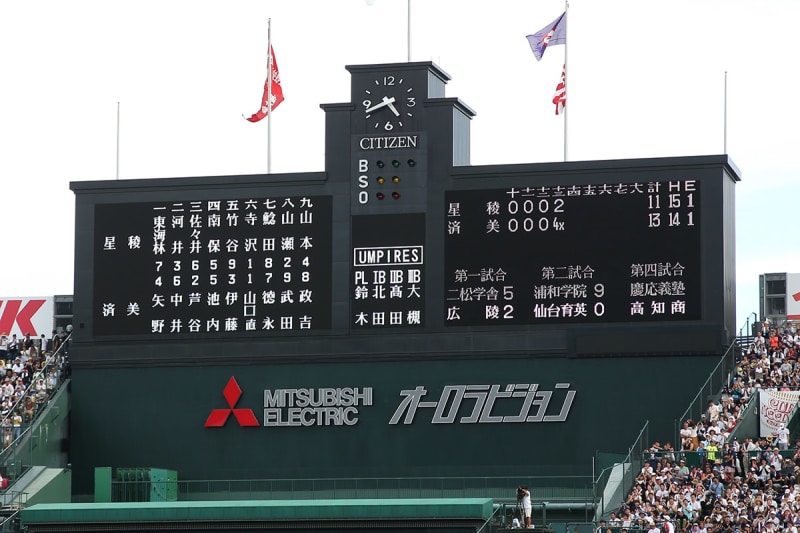 12
3
6
CITIZEN
B
S
O
一 二 三 四 五 六 七 八 九
星 稜 東海林 河井 佐々井 南保 竹谷 寺沢 鯰田 山瀬 山本
7 3 6 5 9 1 8 2 4
4 6 2 1 3 1 7 9 8
済 美 矢野 中井 芦谷 池内 伊藤 山口直 徳永 武田 政吉
UMPIRES
PL IB ⅡB ⅢB
鈴木 北田 高田 大槻
十 十一 十二 十三 十四 十五 十六 十七 十八 計 H E
星 稜 0 0 0 2 11 15 1
済 美 0 0 0 4x 13 14 1
第一試合 第二試合 第四試合
二松学舎 5 浦和学院 9 慶応義塾
広 陵 2 仙台育英 0 高知商
MITSUBISHI
ELECTRIC
オーロラビジョン